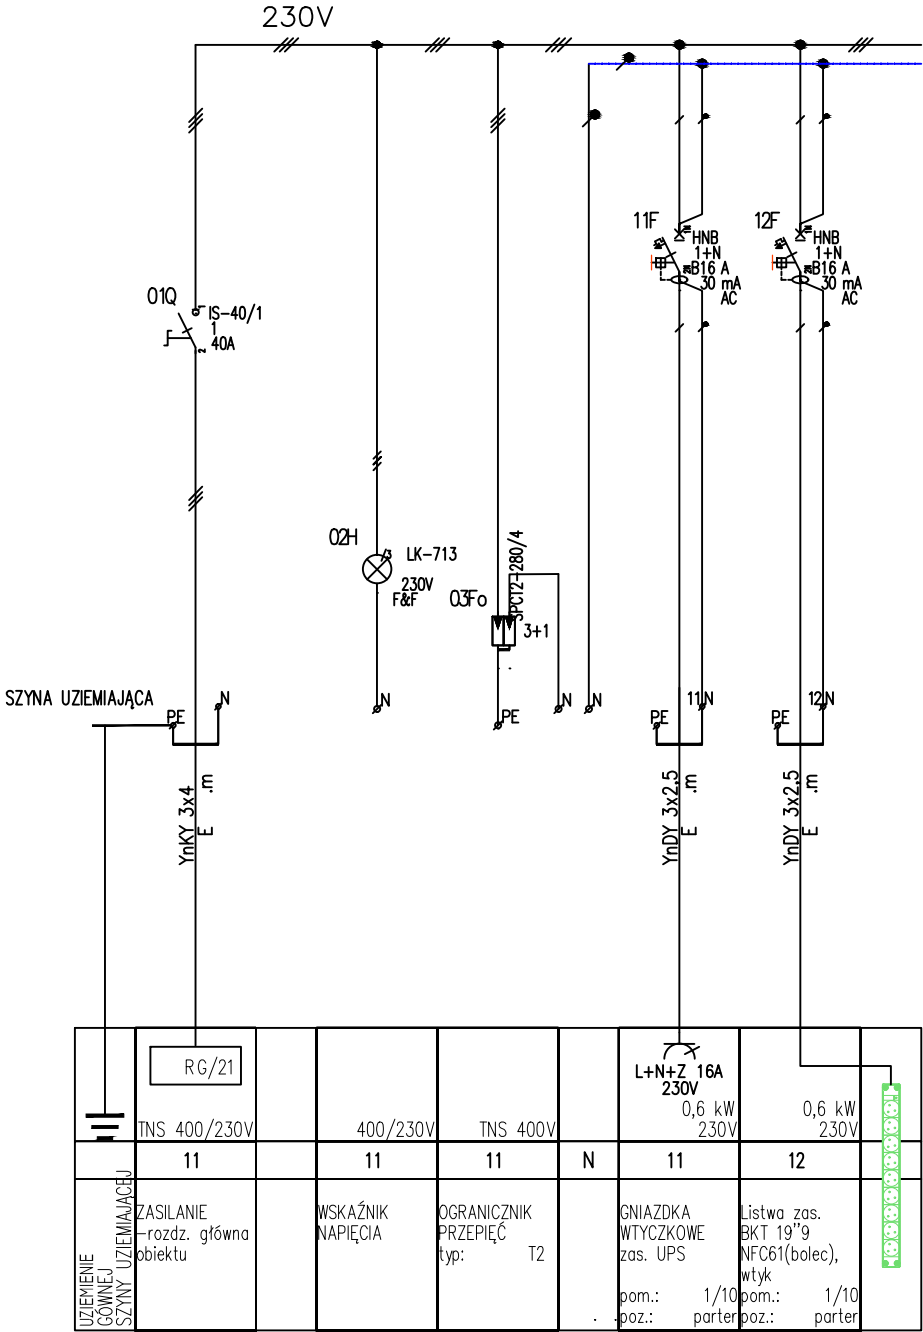 230V
11F
HNB
1+N
B16 A
30 mA
AC
12F
HNB
1+N
B16 A
30 mA
AC
01Q
IS-40/1
1
40A
2
02H
LK-713
230V
F&F
03Fo
SPCT2-280/4
3+1
SZYNA UZIEMIAJĄCA
PE
N
N
PE
N
N
PE
11N
PE
12N
YnKY 3x4
.m
E
YnDY 3x2,5
.m
E
YnDY 3x2,5
.m
E
RG/21
TNS 400/230V
400/230V
TNS 400V
L+N+Z 16A
230V
0,6 kW
230V
0,6 kW
230V
11
11
11
N
11
12
UZIEMIENIE
GÓWNEJ
SZYNY UZIEMIAJĄCEJ
ZASILANIE
-rozdz. główna
obiektu
WSKAŹNIK
NAPIĘCIA
OGRANICZNIK
PRZEPIĘĆ
typ: T2
GNIAZDKA
WTYCZKOWE
zas. UPS
pom.: 1/10
poz.: parter
Listwa zas.
BKT 19"9
NFC61(bolec),
wtyk
pom.: 1/10
poz.: parter